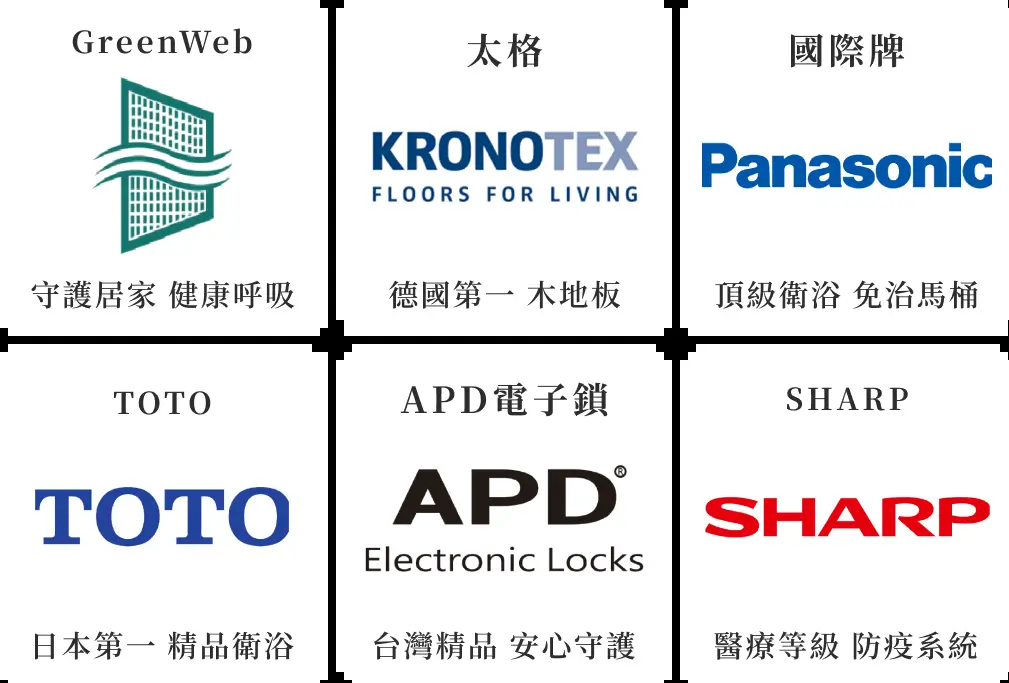 GreenWeb
守護居家 健康呼吸
太格
KRONOTEX
FLOORS FOR LIVING
德國第一 木地板
國際牌
Panasonic
頂級衛浴 免治馬桶
TOTO
TOTO
日本第一 精品衛浴
APD電子鎖
APD®
Electronic Locks
台灣精品 安心守護
SHARP
SHARP
醫療等級 防疫系統